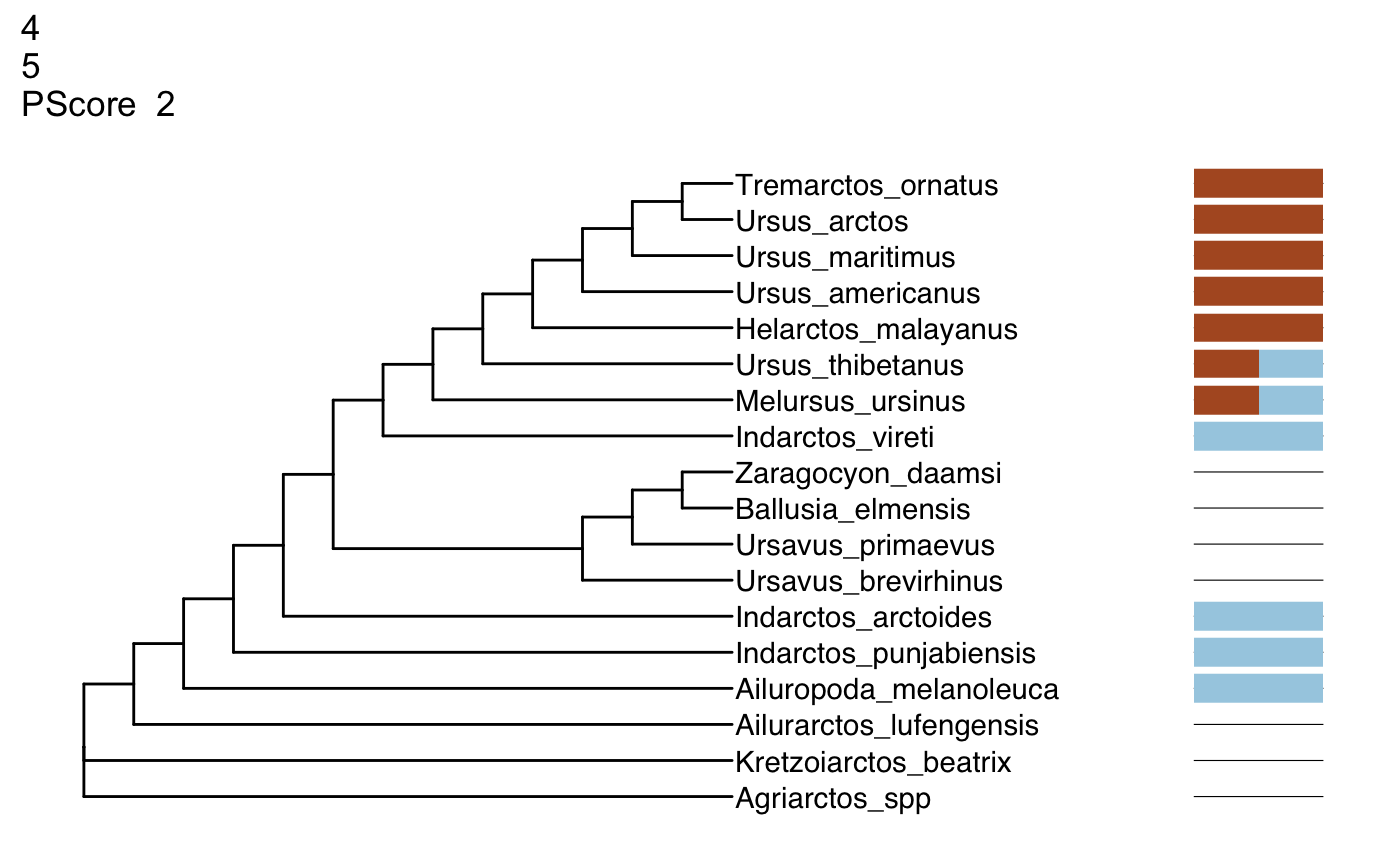 4
5
PScore 2
Tremarctos_ornatus
Ursus_arctos
Ursus_maritimus
Ursus_americanus
Helarctos_malayanus
Ursus_thibetanus
Melursus_ursinus
Indarctos_vireti
Zaragocyon_daamsi
Ballusia_elmensis
Ursavus_primaevus
Ursavus_brevirhinus
Indarctos_arctoides
Indarctos_punjabiensis
Ailuropoda_melanoleuca
Ailurarctos_lufengensis
Kretzoiarctos_beatrix
Agriarctos_spp